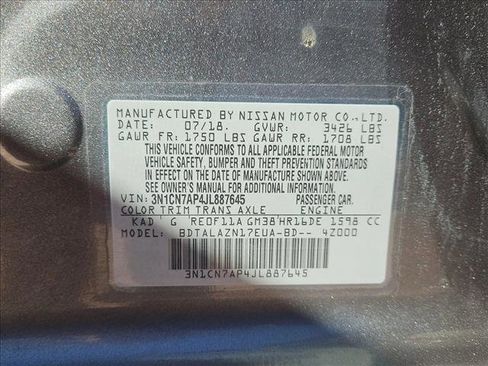 MANUFACTURED BY NISSAN MOTOR CO.,LTD.
DATE: 07/18. GVWR: 3426 LBS
GAWR FR: 1750 LBS GAWR RR: 1708 LBS
THIS VEHICLE CONFORMS TO ALL APPLICABLE FEDERAL MOTOR
VEHICLE SAFETY, BUMPER AND THEFT PREVENTION STANDARDS
IN EFFECT ON THE DATE OF MANUFACTURE SHOWN ABOVE.
SEE OWNER'S MANUAL FOR ADDITIONAL INFORMATION.
VIN: 3N1CN7AP4JL887645 PASSENGER CAR.
COLOR TRIM TRANS AXLE ENGINE
KAD G RE0F11A GM38 HR16DE 1598 CC
MODEL: BDTALAZN17EUA-BD-- 4Z000
3N1CN7AP4JL887645